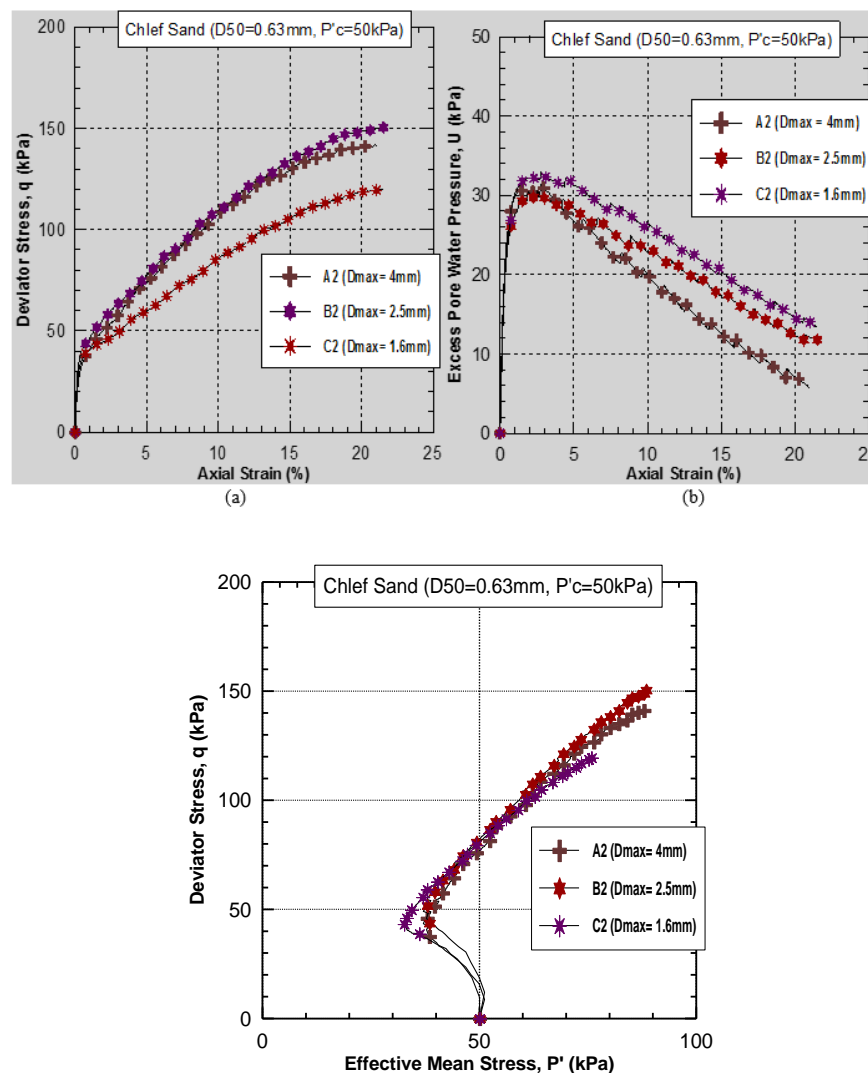 Chlef Sand (D50=0.63mm, P'c=50kPa)
200
150
100
50
0
Deviator Stress, q (kPa)
A2 (Dmax= 4mm)
B2 (Dmax= 2.5mm)
C2 (Dmax= 1.6mm)
0 5 10 15 20 25
Axial Strain (%)
(a)
Chlef Sand (D50=0.63mm, P'c=50kPa)
50
40
30
20
10
0
Excess Pore Water Pressure, U (kPa)
A2 (Dmax = 4mm)
B2 (Dmax = 2.5mm)
C2 (Dmax = 1.6mm)
0 5 10 15 20 25
Axial Strain (%)
(b)
Chlef Sand (D50=0.63mm, P'c=50kPa)
200
150
100
50
0
Deviator Stress, q (kPa)
A2 (Dmax= 4mm)
B2 (Dmax= 2.5mm)
C2 (Dmax= 1.6mm)
0 50 100
Effective Mean Stress, P' (kPa)